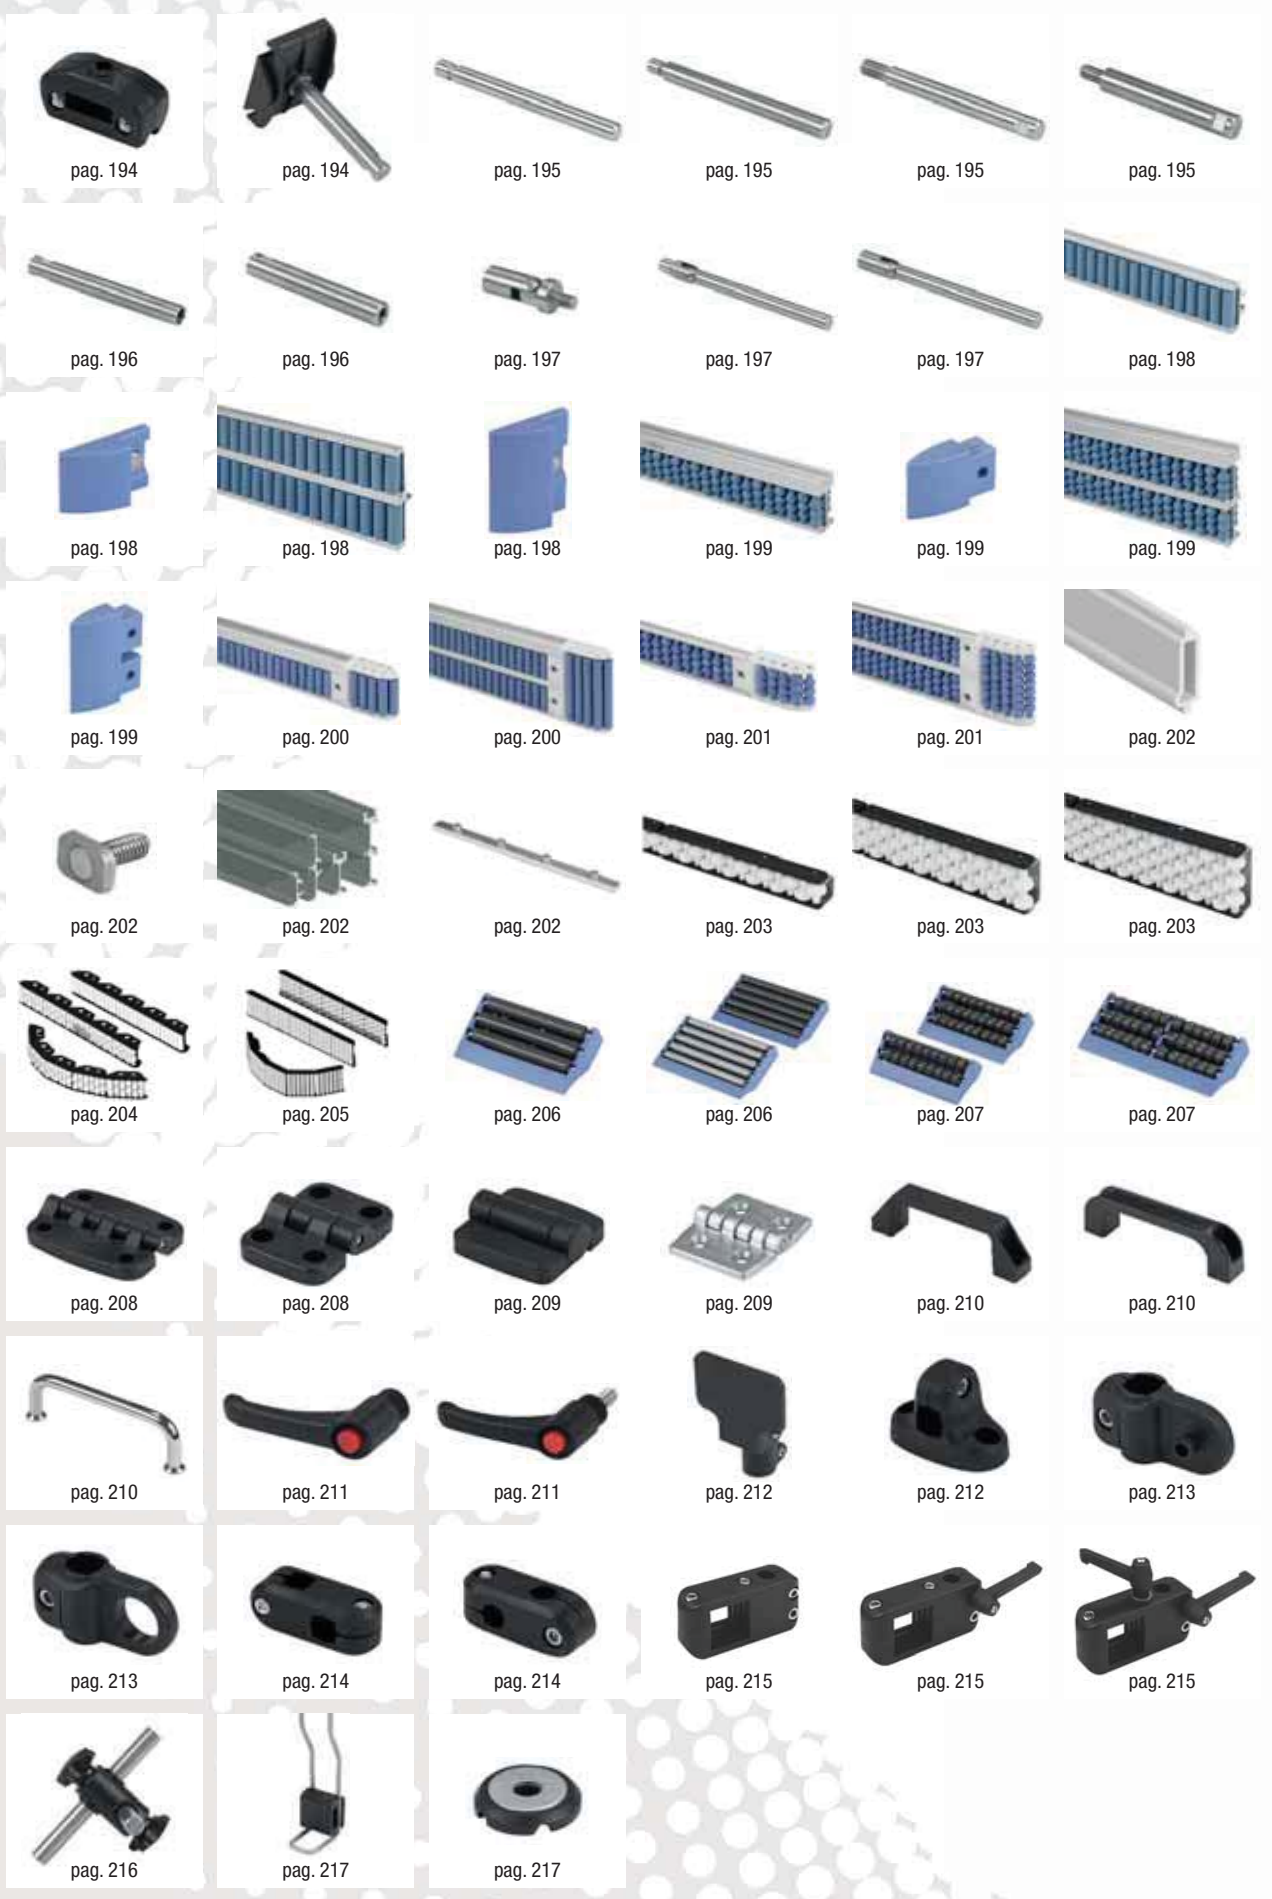 pag. 194
pag. 194
pag. 195
pag. 195
pag. 195
pag. 195
pag. 196
pag. 196
pag. 197
pag. 197
pag. 197
pag. 198
pag. 198
pag. 198
pag. 198
pag. 199
pag. 199
pag. 199
pag. 199
pag. 200
pag. 200
pag. 201
pag. 201
pag. 202
pag. 202
pag. 202
pag. 202
pag. 203
pag. 203
pag. 203
pag. 204
pag. 205
pag. 206
pag. 206
pag. 207
pag. 207
pag. 208
pag. 208
pag. 209
pag. 209
pag. 210
pag. 210
pag. 210
pag. 211
pag. 211
pag. 212
pag. 212
pag. 213
pag. 213
pag. 214
pag. 214
pag. 215
pag. 215
pag. 215
pag. 216
pag. 217
pag. 217